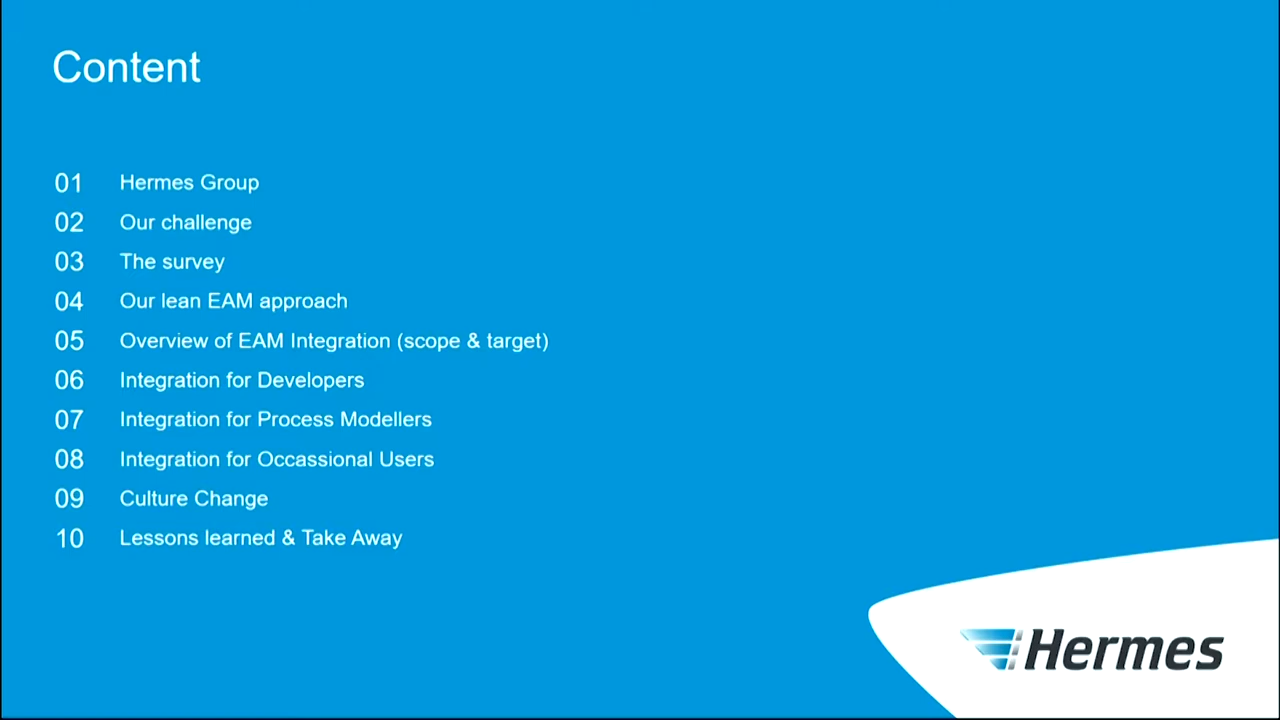 Content
01 Hermes Group
02 Our challenge
03 The survey
04 Our lean EAM approach
05 Overview of EAM Integration (scope & target)
06 Integration for Developers
07 Integration for Process Modellers
08 Integration for Occassional Users
09 Culture Change
10 Lessons learned & Take Away
Hermes